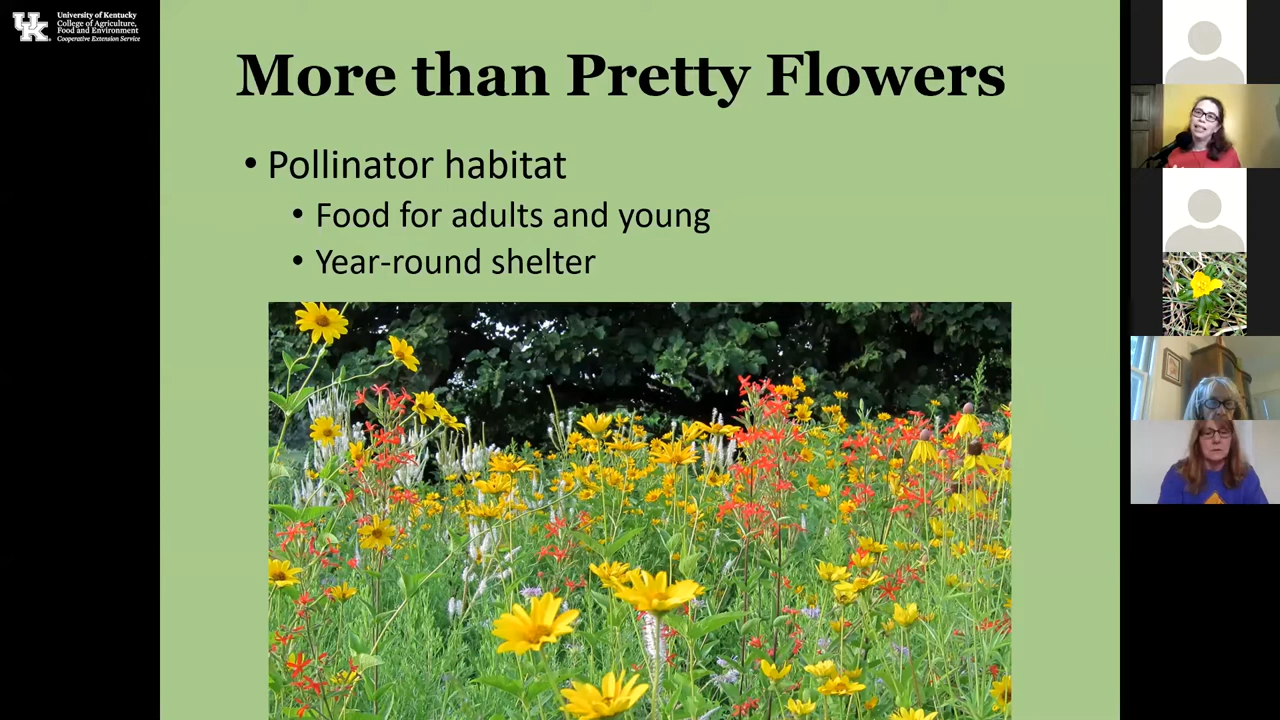 UK
University of Kentucky
College of Agriculture,
Food and Environment
Cooperative Extension Service
More than Pretty Flowers
• Pollinator habitat
• Food for adults and young
• Year-round shelter